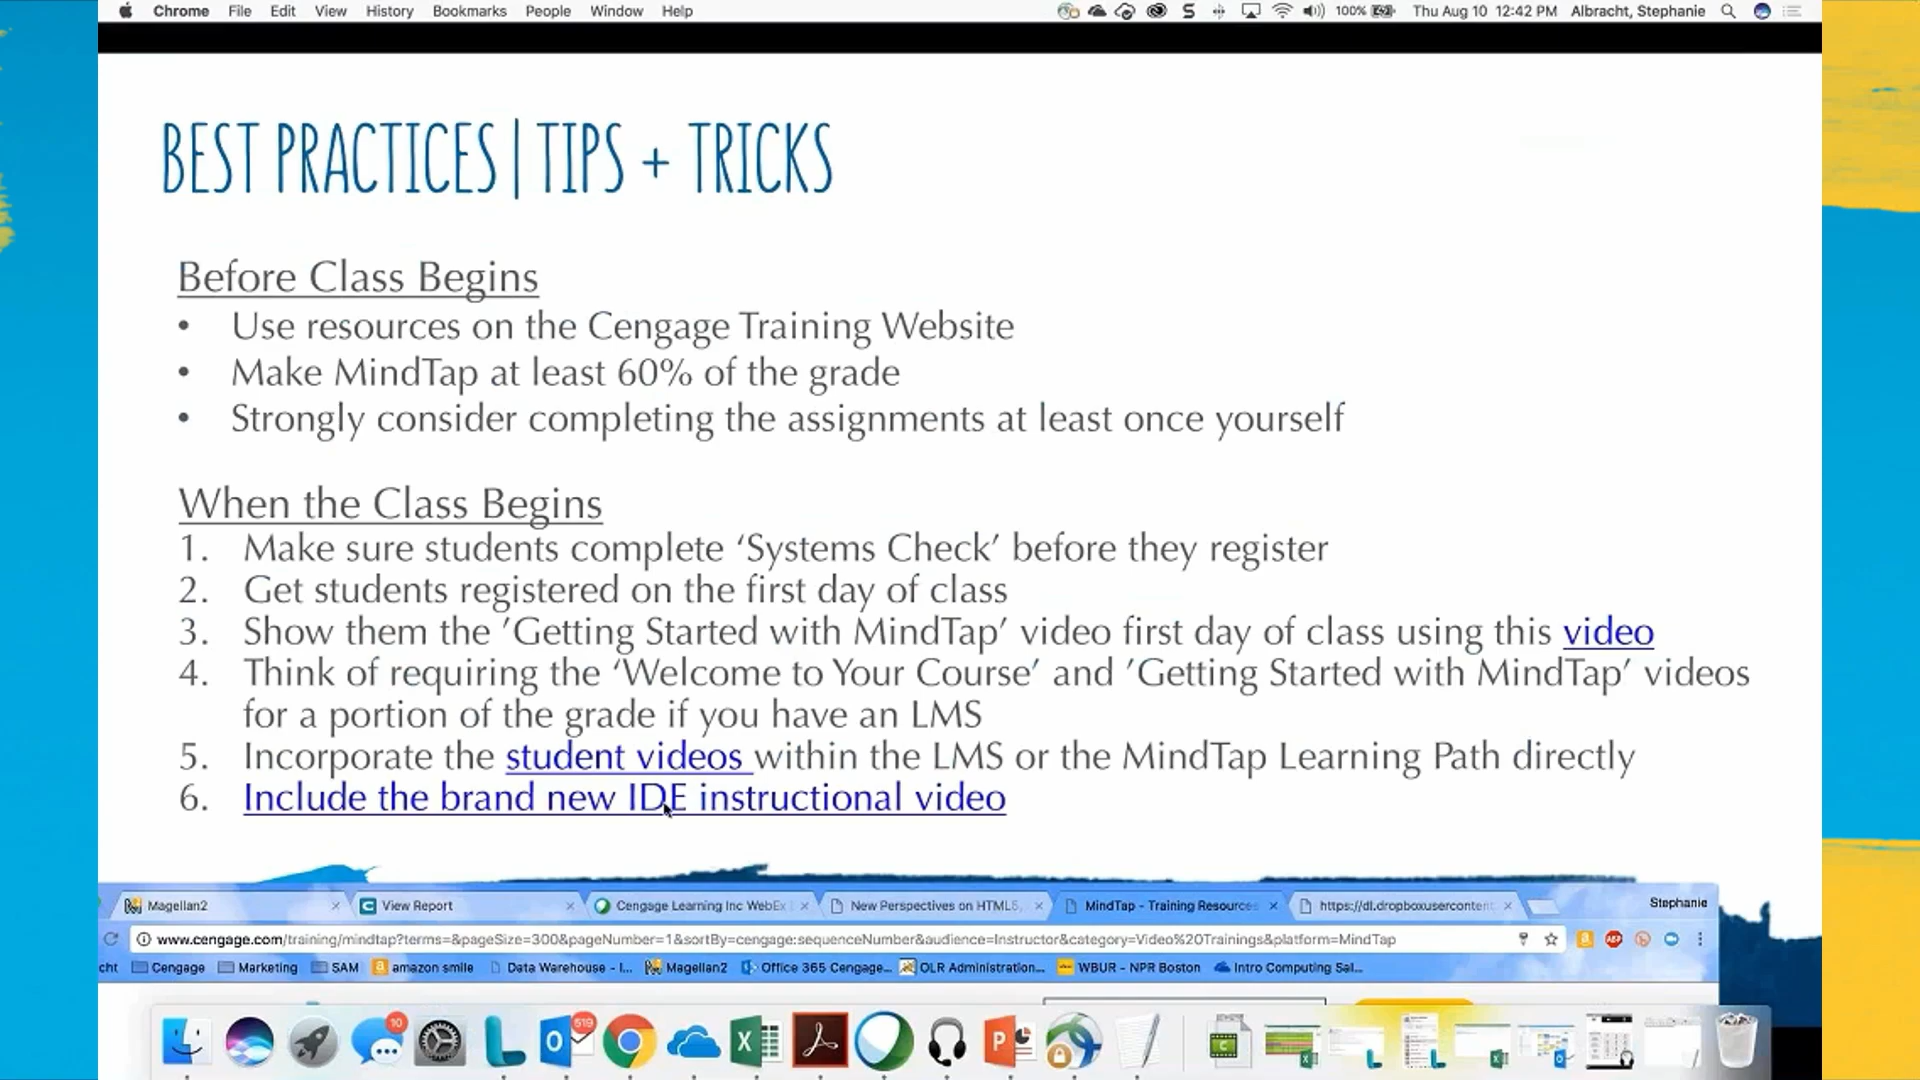 Chrome File Edit View History Bookmarks People Window Help 100% Thu Aug 10 12:42 PM Albracht, Stephanie
BEST PRACTICES | TIPS + TRICKS
Before Class Begins
• Use resources on the Cengage Training Website
• Make MindTap at least 60% of the grade
• Strongly consider completing the assignments at least once yourself
When the Class Begins
1. Make sure students complete ‘Systems Check’ before they register
2. Get students registered on the first day of class
3. Show them the ’Getting Started with MindTap’ video first day of class using this video
4. Think of requiring the ‘Welcome to Your Course’ and ’Getting Started with MindTap’ videos
for a portion of the grade if you have an LMS
5. Incorporate the student videos within the LMS or the MindTap Learning Path directly
6. Include the brand new IDE instructional video
Magellan2 View Report Cengage Learning Inc WebEx New Perspectives on HTML5, MindTap - Training Resources https://dl.dropboxusercontent Stephanie
www.cengage.com/training/mindtap?terms=&pageSize=300&pageNumber=1&sortBy=cengage:sequenceNumber&audience=Instructor&category=Video%20Trainings&platform=MindTap
cht Cengage Marketing SAM amazon smile Data Warehouse - I... Magellan2 Office 365 Cengage... OLR Administration... WBUR - NPR Boston Intro Computing Sal...
10 519